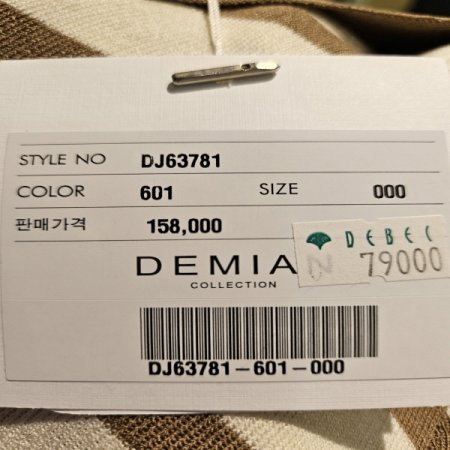 STYLE NO DJ63781
COLOR 601 SIZE 000
판매가격 158,000
DEBEC
79000
DEMIAN
COLLECTION
DJ63781-601-000